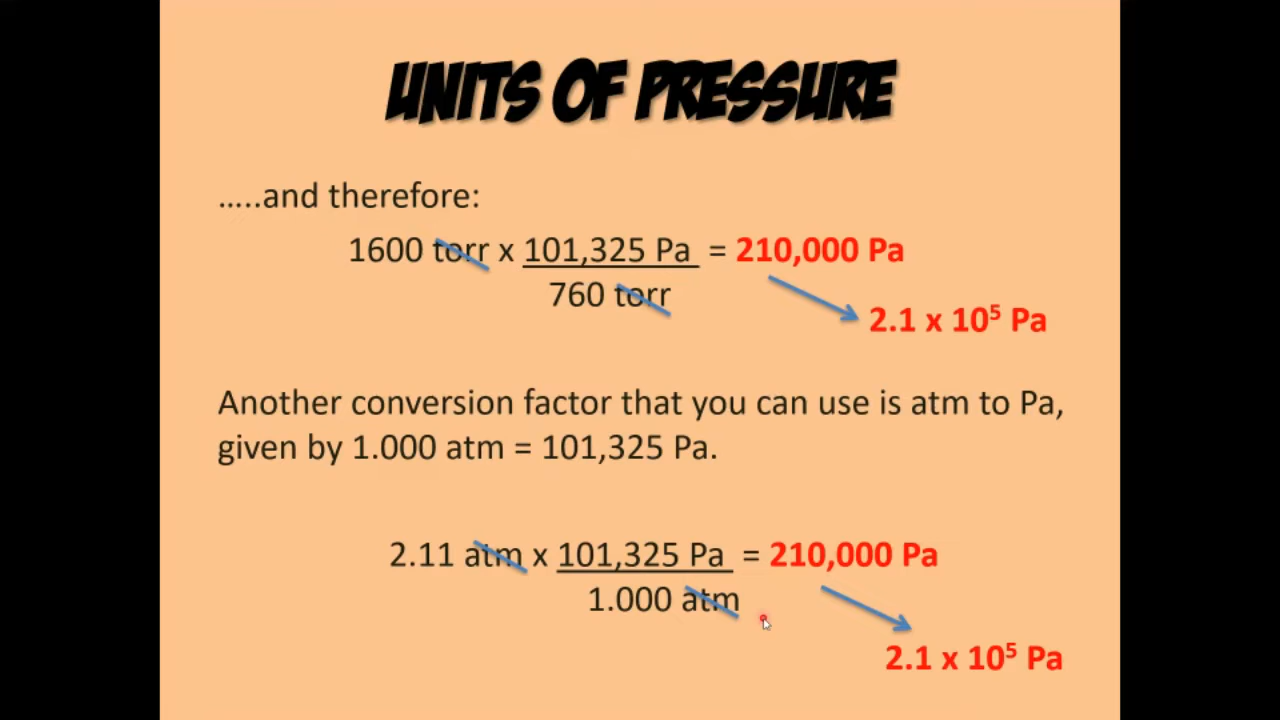 UNITS OF PRESSURE
…..and therefore:
1600 torr x 101,325 Pa = 210,000 Pa
760 torr
2.1 x 10⁵ Pa
Another conversion factor that you can use is atm to Pa,
given by 1.000 atm = 101,325 Pa.
2.11 atm x 101,325 Pa = 210,000 Pa
1.000 atm
2.1 x 10⁵ Pa